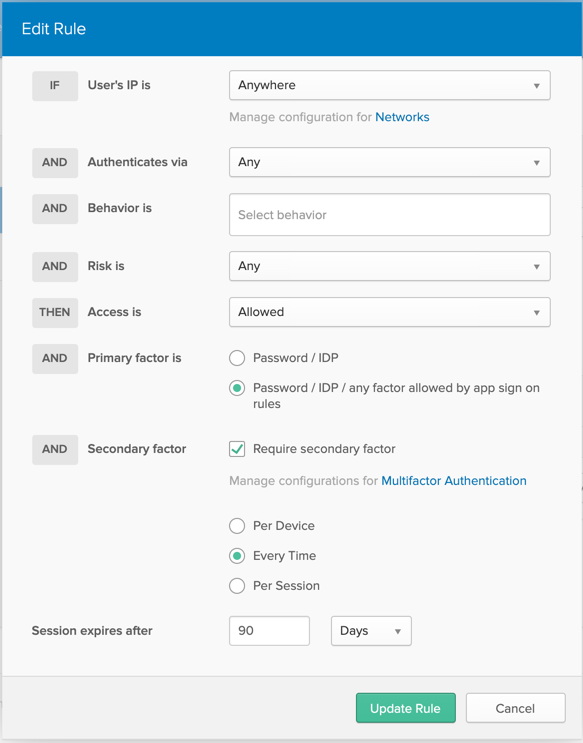 Edit Rule
IF User's IP is Anywhere
Manage configuration for Networks
AND Authenticates via Any
AND Behavior is Select behavior
AND Risk is Any
THEN Access is Allowed
AND Primary factor is Password / IDP
Password / IDP / any factor allowed by app sign on
rules
AND Secondary factor Require secondary factor
Manage configurations for Multifactor Authentication
Per Device
Every Time
Per Session
Session expires after 90 Days
Update Rule Cancel